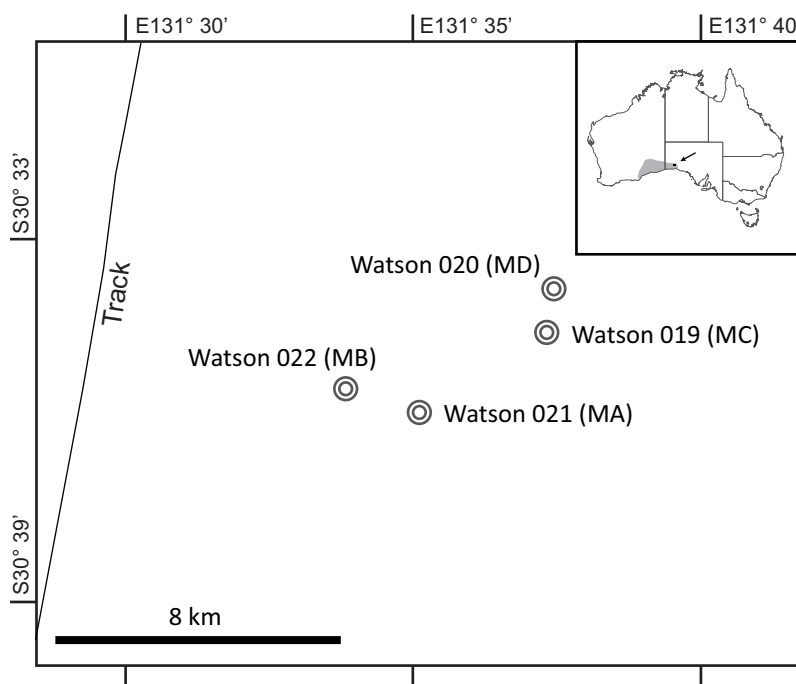 E131° 30’
E131° 35’
E131° 40’
S30° 33’
Track
Watson 020 (MD)
Watson 019 (MC)
Watson 022 (MB)
Watson 021 (MA)
S30° 39’
8 km